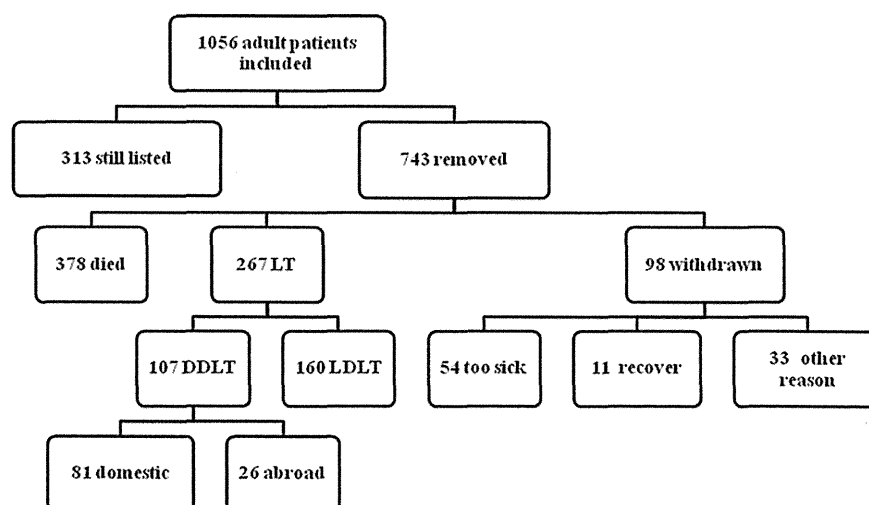 1056 adult patients
included
313 still listed
743 removed
378 died
267 LT
98 withdrawn
107 DDLT
160 LDLT
54 too sick
11 recover
33 other
reason
81 domestic
26 abroad